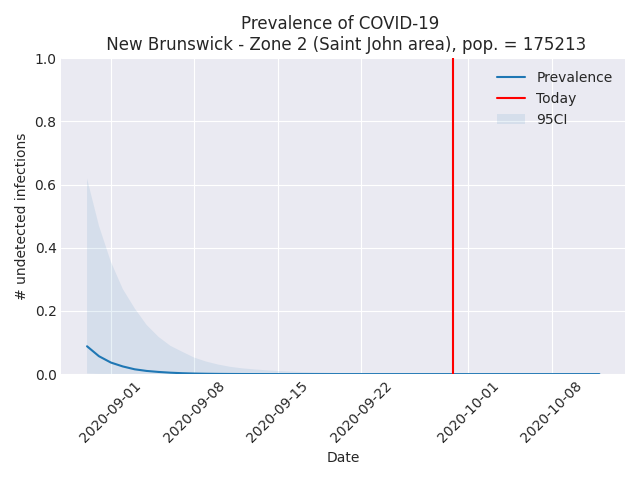 Prevalence of COVID-19
New Brunswick - Zone 2 (Saint John area), pop. = 175213
1.0
0.8
0.6
0.4
0.2
0.0
# undetected infections
Prevalence
Today
95CI
2020-09-01
2020-09-08
2020-09-15
2020-09-22
2020-10-01
2020-10-08
Date